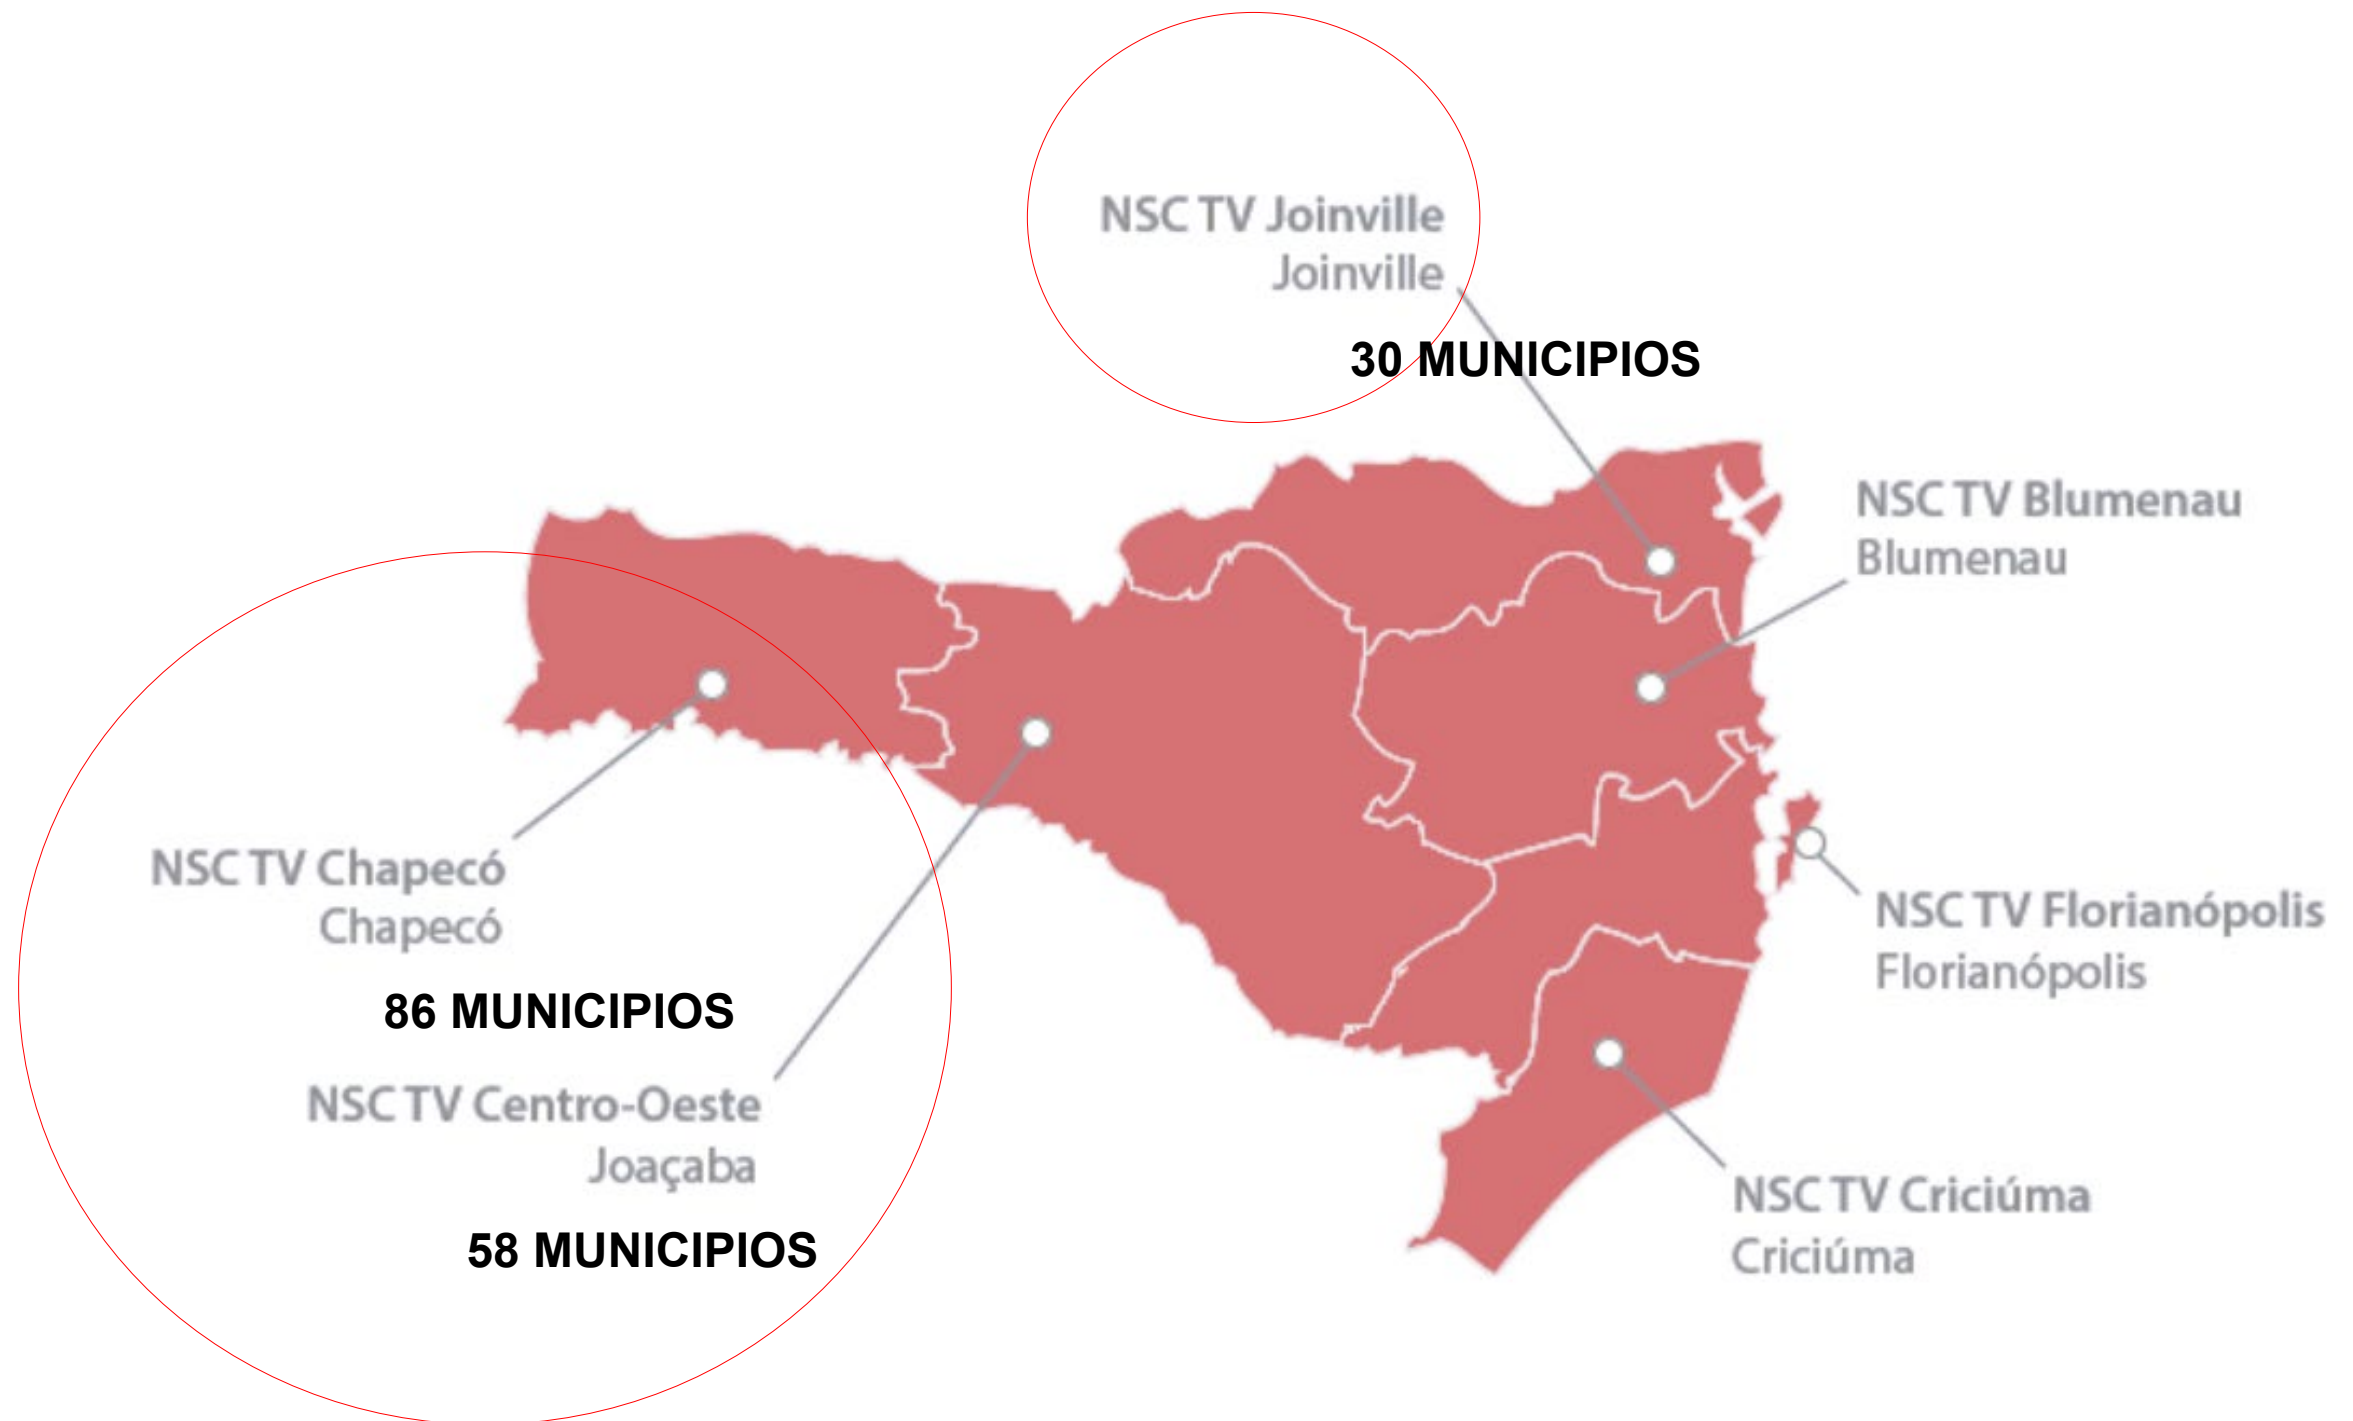 NSC TV Joinville
Joinville
30 MUNICIPIOS
NSC TV Blumenau
Blumenau
NSC TV Chapecó
Chapecó
86 MUNICIPIOS
NSC TV Florianópolis
Florianópolis
NSC TV Centro-Oeste
Joaçaba
58 MUNICIPIOS
NSC TV Criciúma
Criciúma